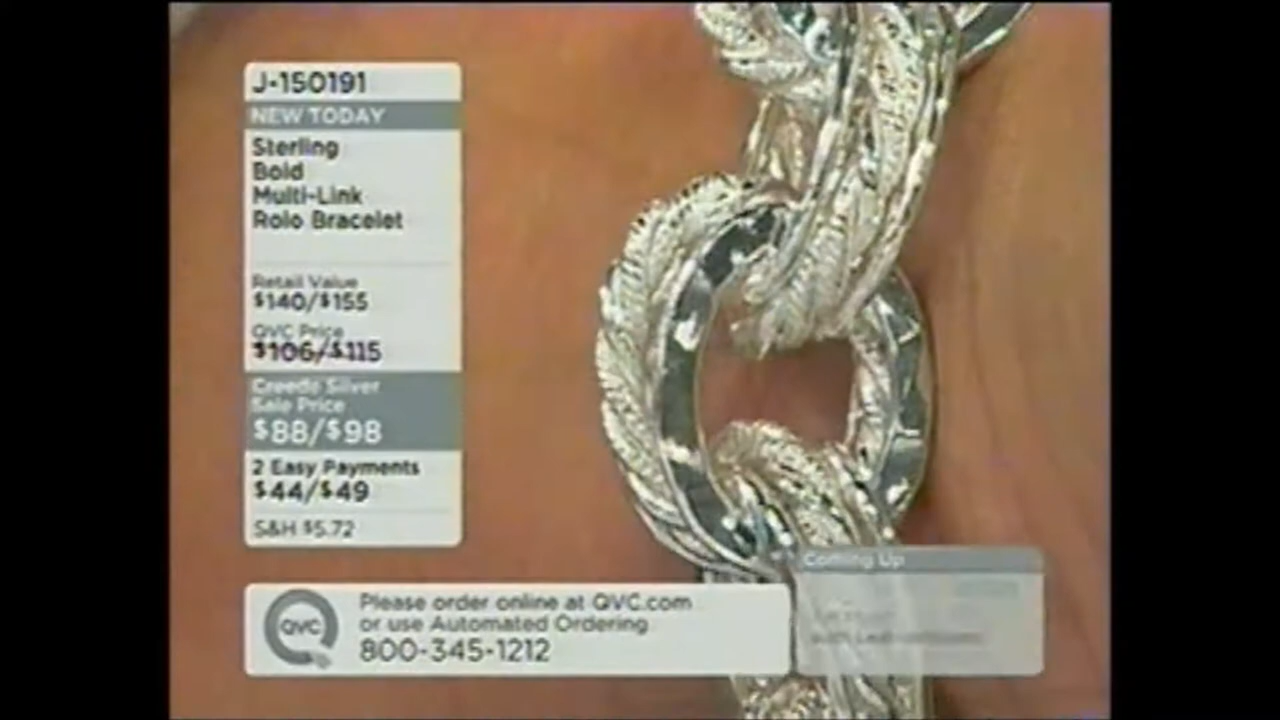 J-150191
NEW TODAY
Sterling
Bold
Multi-Link
Rolo Bracelet
Retail Value
$140/$155
QVC Price
$106/$115
Silver
Sale Price
$88/$98
2 Easy Payments
$44/$49
S&H $5.72
QVC
Please order online at QVC.com
or use Automated Ordering
800-345-1212
Coming Up